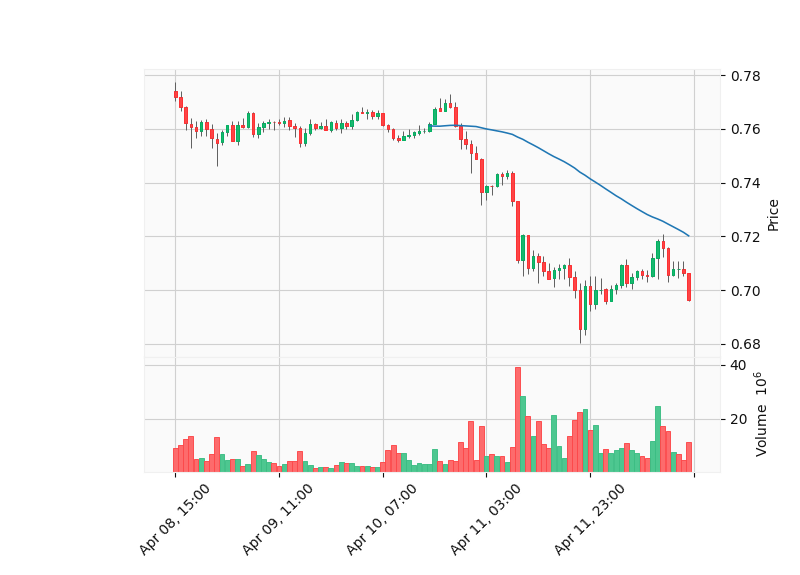 0.78
0.76
0.74
0.72
0.70
0.68
Price
40
20
Volume 10^6
Apr 08, 15:00
Apr 09, 11:00
Apr 10, 07:00
Apr 11, 03:00
Apr 11, 23:00